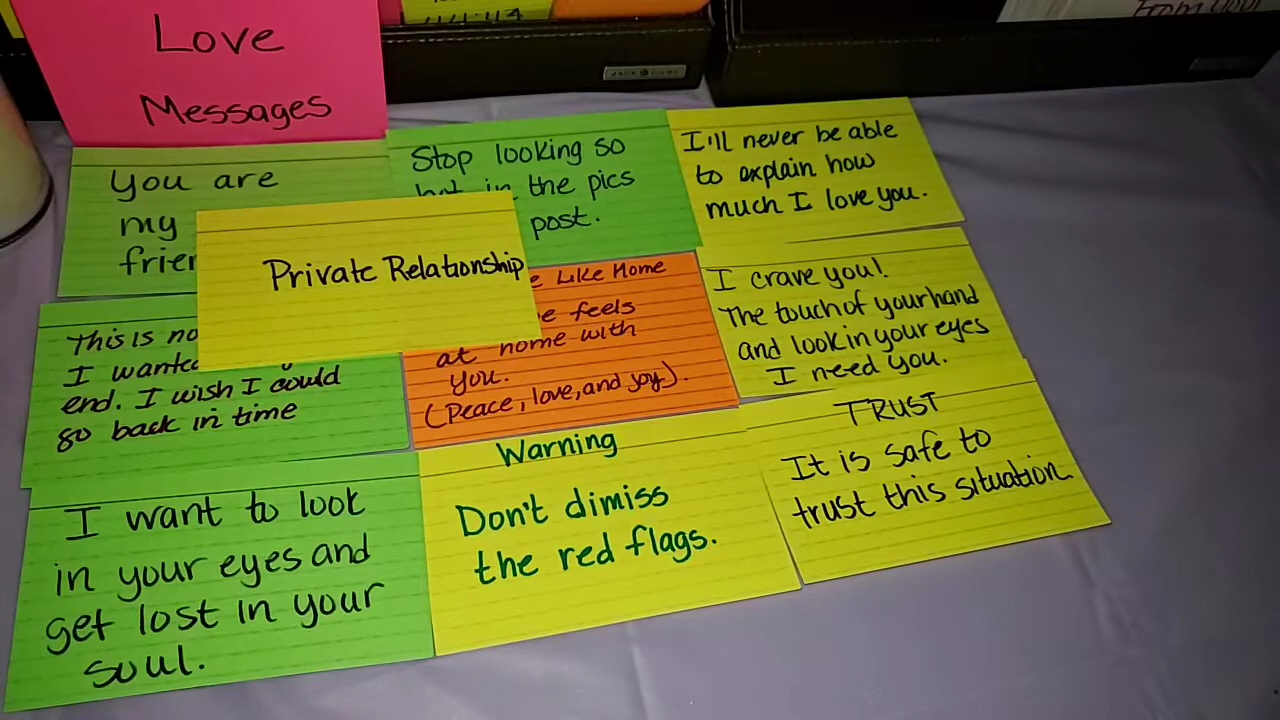 Love
Messages
You are
my
Stop looking so
in the pics
post.
I'll never be able
to explain how
much I love you.
Private Relationship
Like Home
feels
at home with
you.
(Peace, love, and joy).
I crave you!
The touch of your hand
and look in your eyes
I need you.
This is
I
end. I wish I could
go back in time
Warning
Don't dimiss
the red flags.
TRUST
It is safe to
trust this situation.
I want to look
in your eyes and
get lost in your
soul.
JACK CUBE
From your